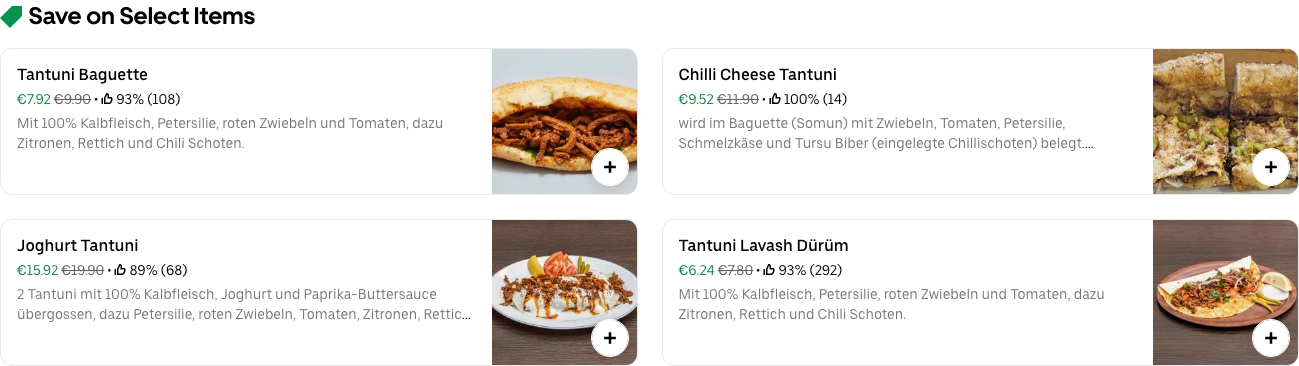 Save on Select Items
Tantuni Baguette
€7.92 €9.90 • 93% (108)
Mit 100% Kalbfleisch, Petersilie, roten Zwiebeln und Tomaten, dazu
Zitronen, Rettich und Chili Schoten.
Chilli Cheese Tantuni
€9.52 €11.90 • 100% (14)
wird im Baguette (Somun) mit Zwiebeln, Tomaten, Petersilie,
Schmelzkäse und Tursu Biber (eingelegte Chillischoten) belegt....
Joghurt Tantuni
€15.92 €19.90 • 89% (68)
2 Tantuni mit 100% Kalbfleisch, Joghurt und Paprika-Buttersauce
übergossen, dazu Petersilie, roten Zwiebeln, Tomaten, Zitronen, Rettic...
Tantuni Lavash Dürüm
€6.24 €7.80 • 93% (292)
Mit 100% Kalbfleisch, Petersilie, roten Zwiebeln und Tomaten, dazu
Zitronen, Rettich und Chili Schoten.